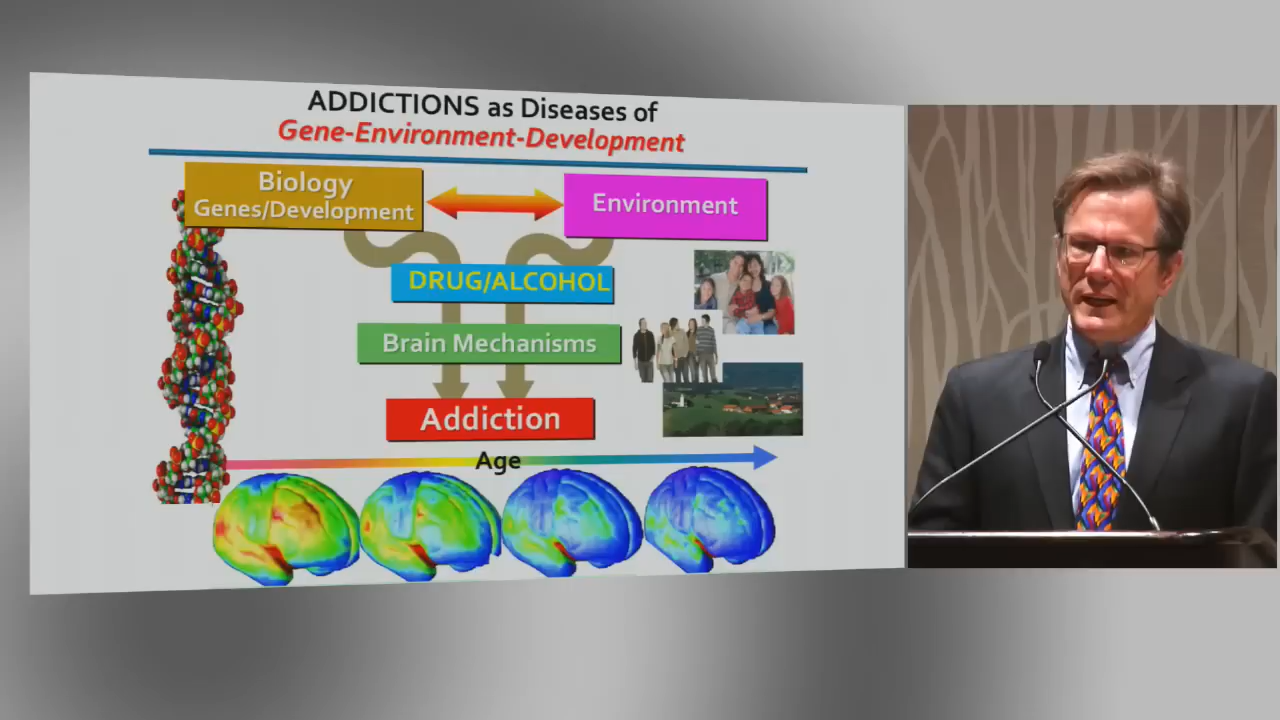 ADDICTIONS as Diseases of
Gene-Environment-Development
Biology
Genes/Development
Environment
DRUG/ALCOHOL
Brain Mechanisms
Addiction
Age